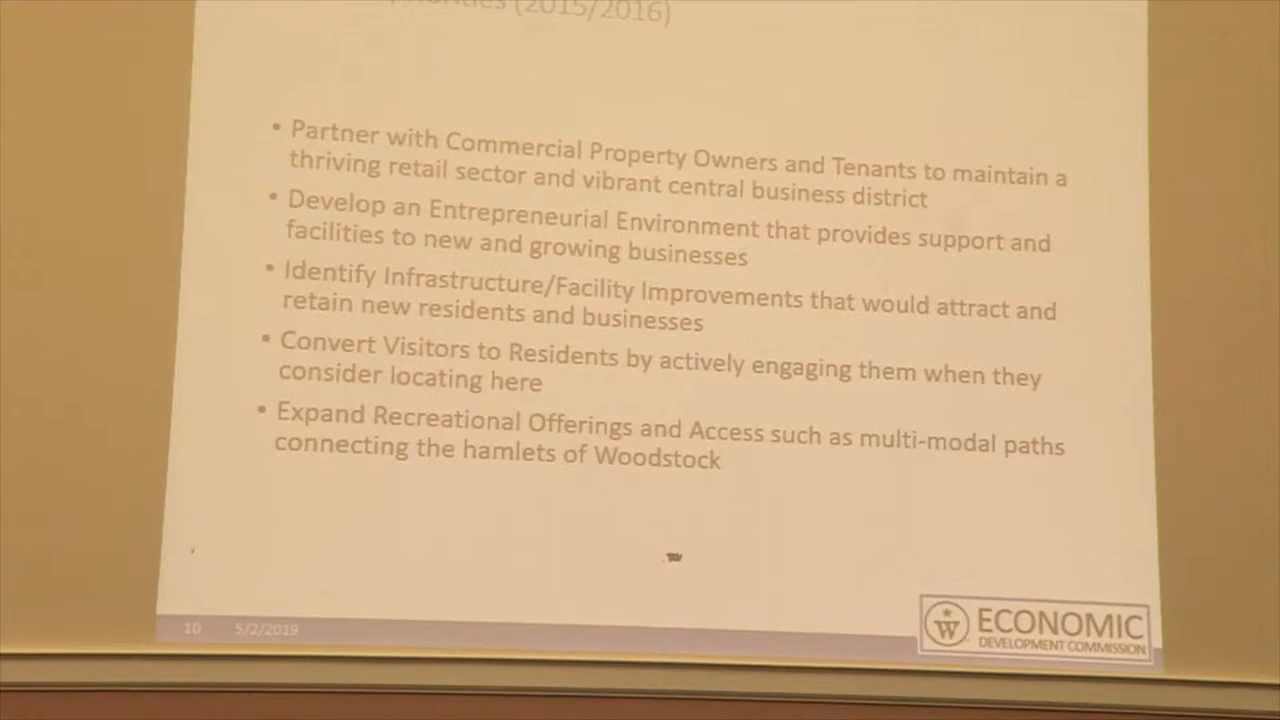 (2015/2016)
• Partner with Commercial Property Owners and Tenants to maintain a
thriving retail sector and vibrant central business district
• Develop an Entrepreneurial Environment that provides support and
facilities to new and growing businesses
• Identify Infrastructure/Facility Improvements that would attract and
retain new residents and businesses
• Convert Visitors to Residents by actively engaging them when they
consider locating here
• Expand Recreational Offerings and Access such as multi-modal paths
connecting the hamlets of Woodstock
10 5/2/2019
W ECONOMIC
DEVELOPMENT COMMISSION